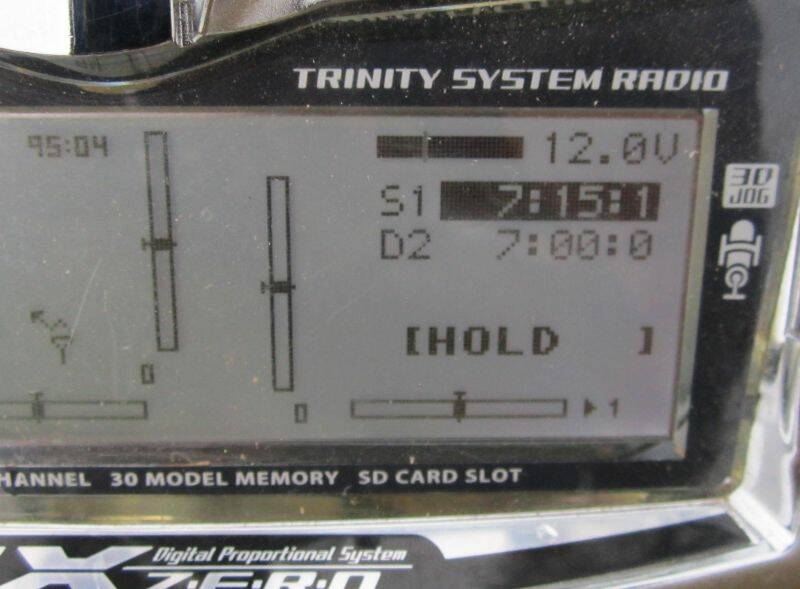 TRINITY SYSTEM RADIO
95:04
12.0V
S1 7:15:1
D2 7:00:0
3D
JOG
[HOLD ]
0
0
1
HANNEL 30 MODEL MEMORY SD CARD SLOT
Digital Proportional System
X
Z·E·R·O